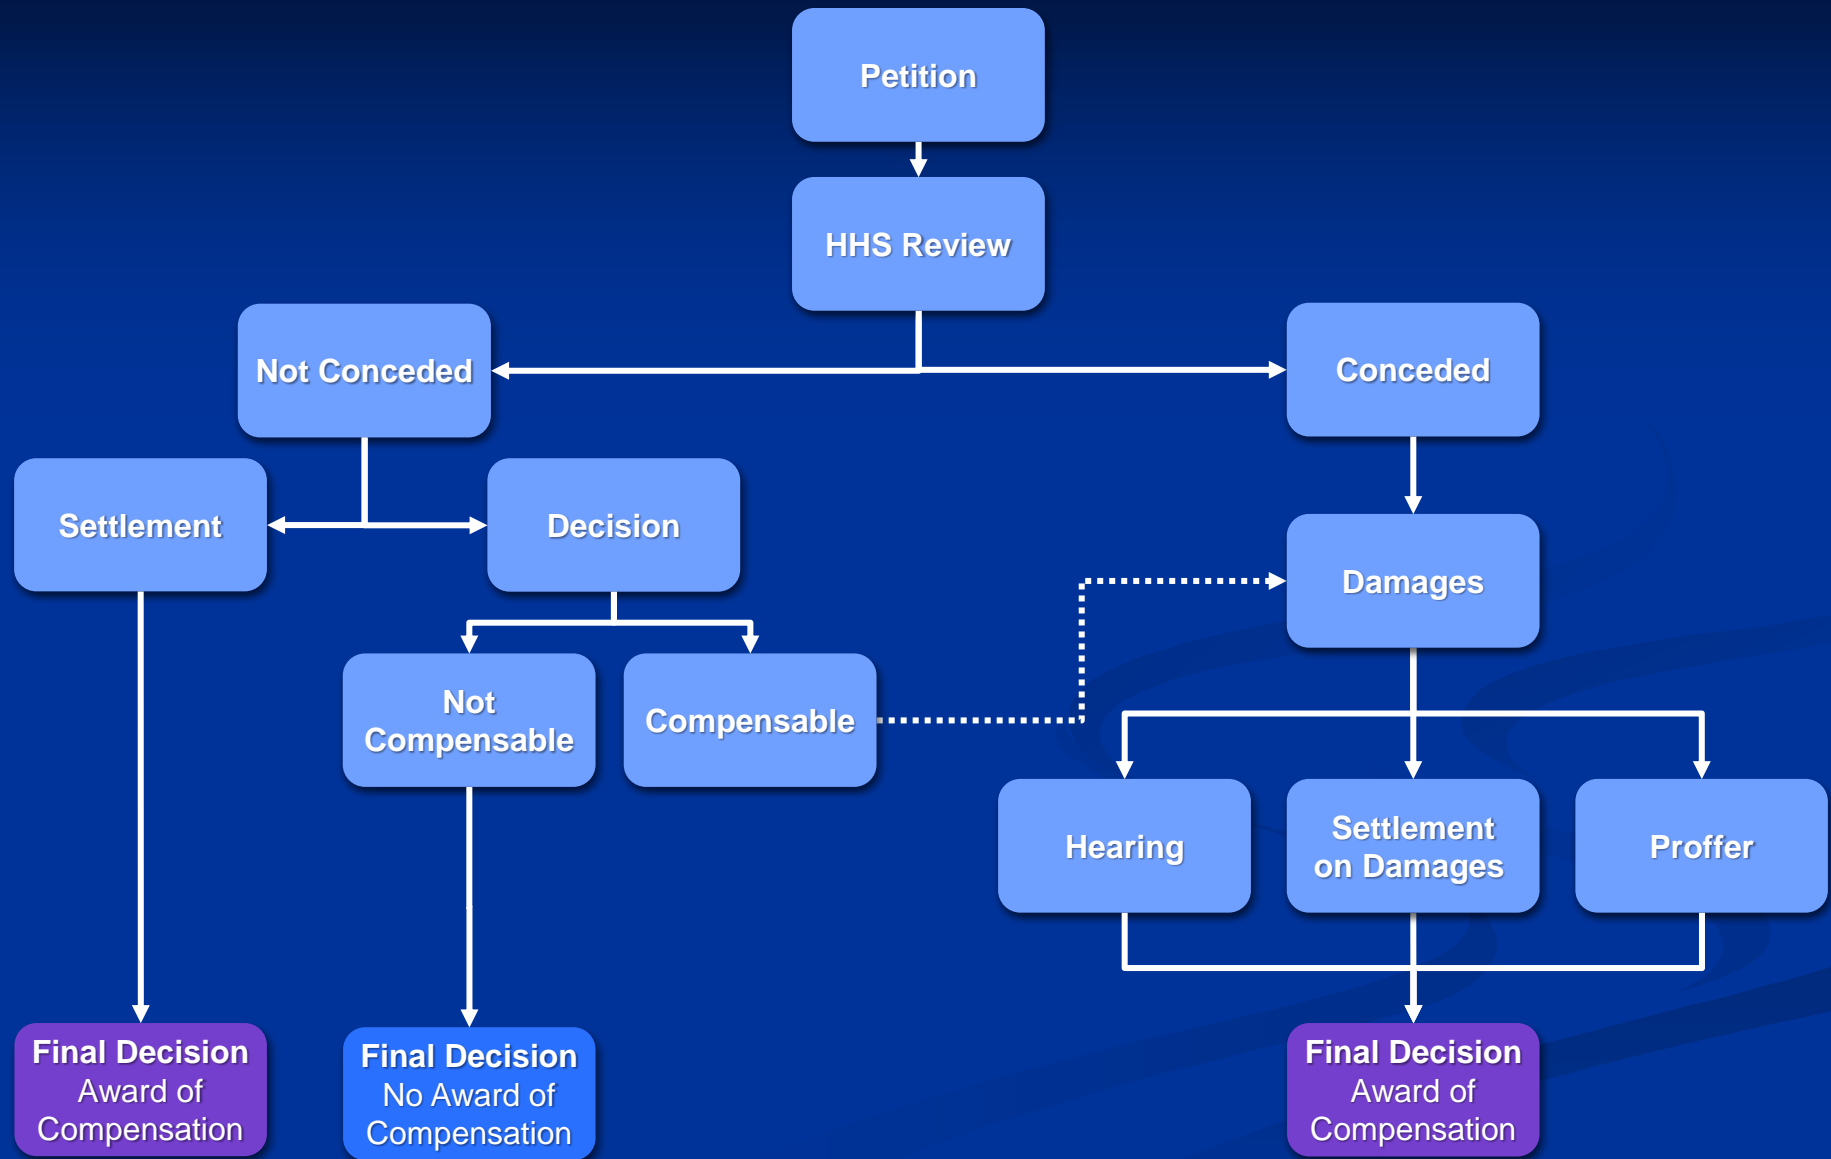 Petition
HHS Review
Not Conceded
Conceded
Settlement
Decision
Damages
Not
Compensable
Compensable
Hearing
Settlement
on Damages
Proffer
Final Decision
Award of
Compensation
Final Decision
No Award of
Compensation
Final Decision
Award of
Compensation